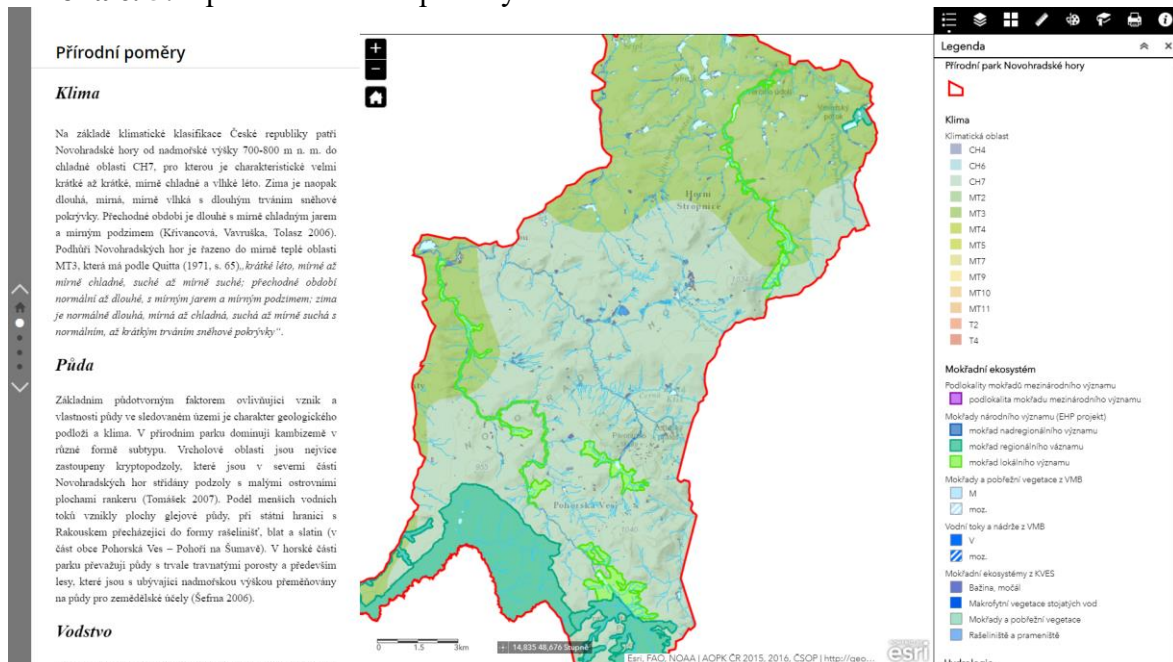 Přírodní poměry
Klima
Na základě klimatické klasifikace České republiky patří
Novohradské hory od nadmořské výšky 700-800 m n. m. do
chladné oblasti CH7, pro kterou je charakteristické velmi
krátké až krátké, mírně chladné a vlhké léto. Zima je naopak
dlouhá, mírná, mírně vlhká s dlouhým trváním sněhové
pokrývky. Přechodné období je dlouhé s mírně chladným jarem
a mírným podzimem (Křivancová, Vavruška, Tolasz 2006).
Podhůří Novohradských hor je řazeno do mírně teplé oblasti
MT3, která má podle Quitta (1971, s. 65)„krátké léto, mírně až
mírně chladné, suché až mírně suché; přechodné období
normální až dlouhé, s mírným jarem a mírným podzimem; zima
je normálně dlouhá, mírná až chladná, suchá až mírně suchá s
normálním, až krátkým trváním sněhové pokrývky“.
Půda
Základním půdotvorným faktorem ovlivňující vznik a
vlastnosti půdy ve sledovaném území je charakter geologického
podloží a klima. V přírodním parku dominují kambizemě v
různé formě subtypu. Vrcholové oblasti jsou nejvíce
zastoupeny kryptopodzoly, které jsou v severní části
Novohradských hor střídány podzoly s malými ostrovními
plochami rankeru (Tomášek 2007). Podél menších vodních
toků vznikly plochy glejové půdy, při státní hranici s
Rakouskem přecházející do formy rašelinišť, blat a slatin (v
část obce Pohorská Ves – Pohoří na Šumavě). V horské části
parku převažují půdy s trvale travnatými porosty a především
lesy, které jsou s ubývající nadmořskou výškou přeměňovány
na půdy pro zemědělské účely (Šefrna 2006).
Vodstvo
+
−
Horní
Stropnice
Pohorská Ves
0 1.5 3km
14,835 48,676 Stupně
Esri, FAO, NOAA | AOPK ČR 2015, 2016, ČSOP | http://geo...
esri
Legenda
Přírodní park Novohradské hory
Klima
Klimatická oblast
CH4
CH6
CH7
MT2
MT3
MT4
MT5
MT7
MT9
MT10
MT11
T2
T4
Mokřadní ekosystém
Podlokality mokřadů mezinárodního významu
podlokalita mokřadu mezinárodního významu
Mokřady národního významu (EHP projekt)
mokřad nadregionálního významu
mokřad regionálního váznamu
mokřad lokálního významu
Mokřady a pobřežní vegetace z VMB
M
moz.
Vodní toky a nádrže z VMB
V
moz.
Mokřadní ekosystémy z KVES
Bažina, močál
Makrofytní vegetace stojatých vod
Mokřady a pobřežní vegetace
Rašeliniště a prameniště